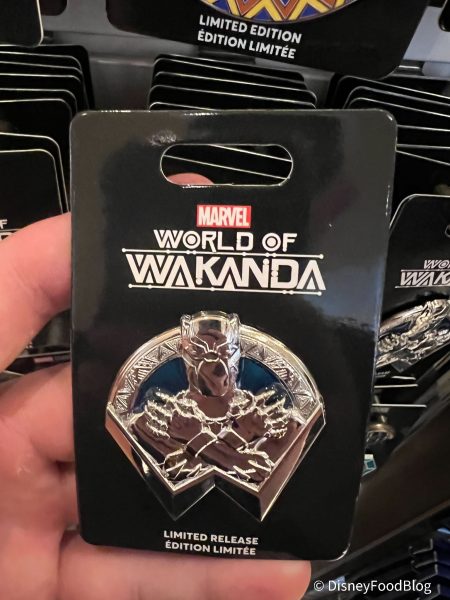 LIMITED EDITION
ÉDITION LIMITÉE
MARVEL
WORLD OF
WAKANDA
LIMITED RELEASE
ÉDITION LIMITÉE
© DisneyFoodBlog